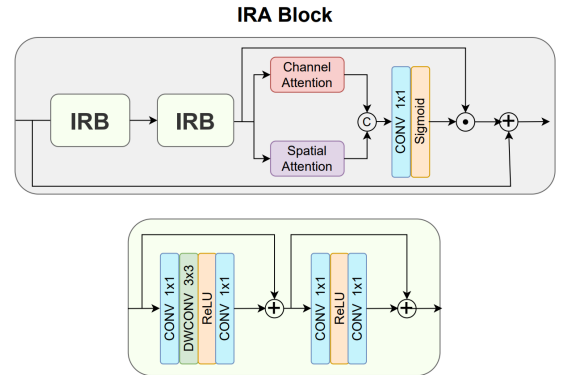 IRA Block
IRB
IRB
Channel
Attention
Spatial
Attention
C
CONV 1x1
Sigmoid
CONV 1x1
DWCONV 3x3
ReLU
CONV 1x1
CONV 1x1
ReLU
CONV 1x1